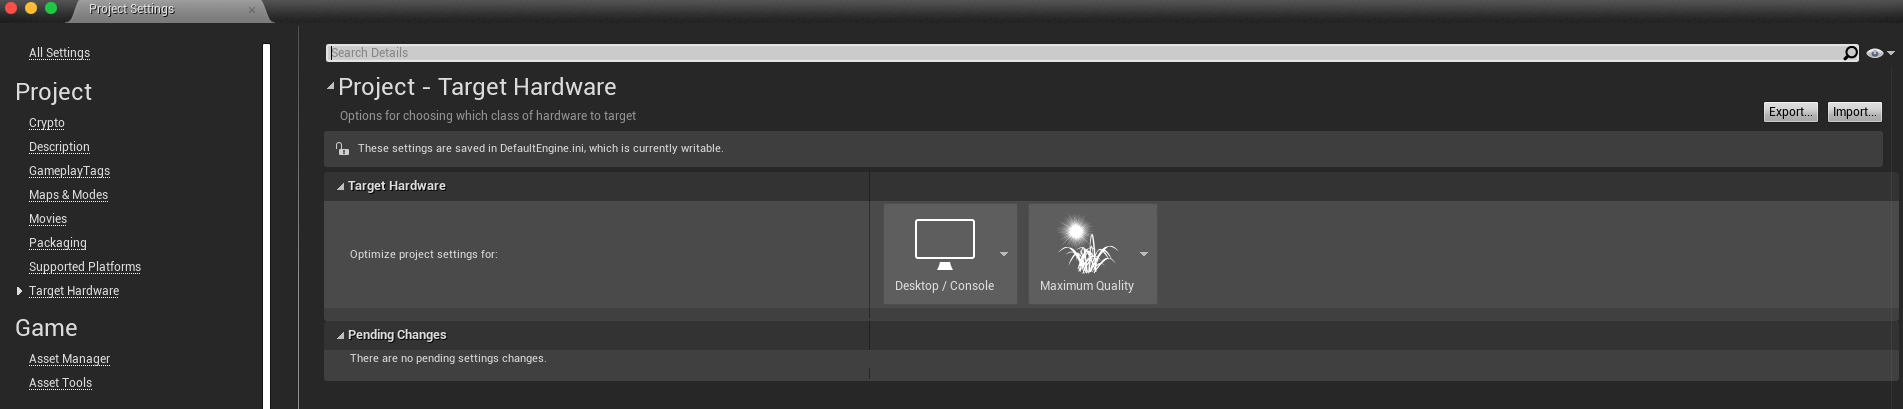 Project Settings
All Settings
Project
Crypto
Description
GameplayTags
Maps & Modes
Movies
Packaging
Supported Platforms
Target Hardware
Game
Asset Manager
Asset Tools
Search Details
Project - Target Hardware
Options for choosing which class of hardware to target
Export...
Import...
These settings are saved in DefaultEngine.ini, which is currently writable.
Target Hardware
Optimize project settings for:
Desktop / Console
Maximum Quality
Pending Changes
There are no pending settings changes.